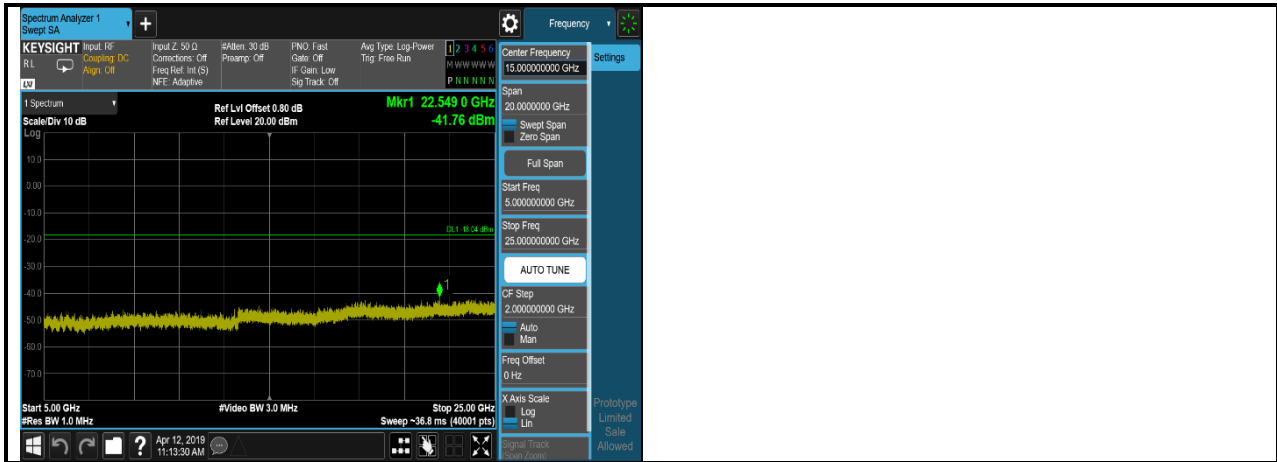 Spectrum Analyzer 1
Swept SA
Frequency
KEYSIGHT
RL
LXI
Input: RF
Coupling: DC
Align: Off
Input Z: 50 Ω
Corrections: Off
Freq Ref: Int (S)
NFE: Adaptive
#Atten: 30 dB
Preamp: Off
PNO: Fast
Gate: Off
IF Gain: Low
Sig Track: Off
Avg Type: Log-Power
Trig: Free Run
1 2 3 4 5 6
M W W W W W
P N N N N N
1 Spectrum
Scale/Div 10 dB
Ref Lvl Offset 0.80 dB
Ref Level 20.00 dBm
Mkr1 22.549 0 GHz
-41.76 dBm
Log
10.0
0.00
-10.0
-20.0
-30.0
-40.0
-50.0
-60.0
-70.0
DL1 -18.04 dBm
1
Start 5.00 GHz
#Res BW 1.0 MHz
#Video BW 3.0 MHz
Stop 25.00 GHz
Sweep ~36.8 ms (40001 pts)
Center Frequency
15.000000000 GHz
Span
20.0000000 GHz
Swept Span
Zero Span
Full Span
Start Freq
5.000000000 GHz
Stop Freq
25.000000000 GHz
AUTO TUNE
CF Step
2.000000000 GHz
Auto
Man
Freq Offset
0 Hz
X Axis Scale
Log
Lin
Signal Track
(Span Zoom)
Settings
Prototype
Limited
Sale
Allowed
?
Apr 12, 2019
11:13:30 AM